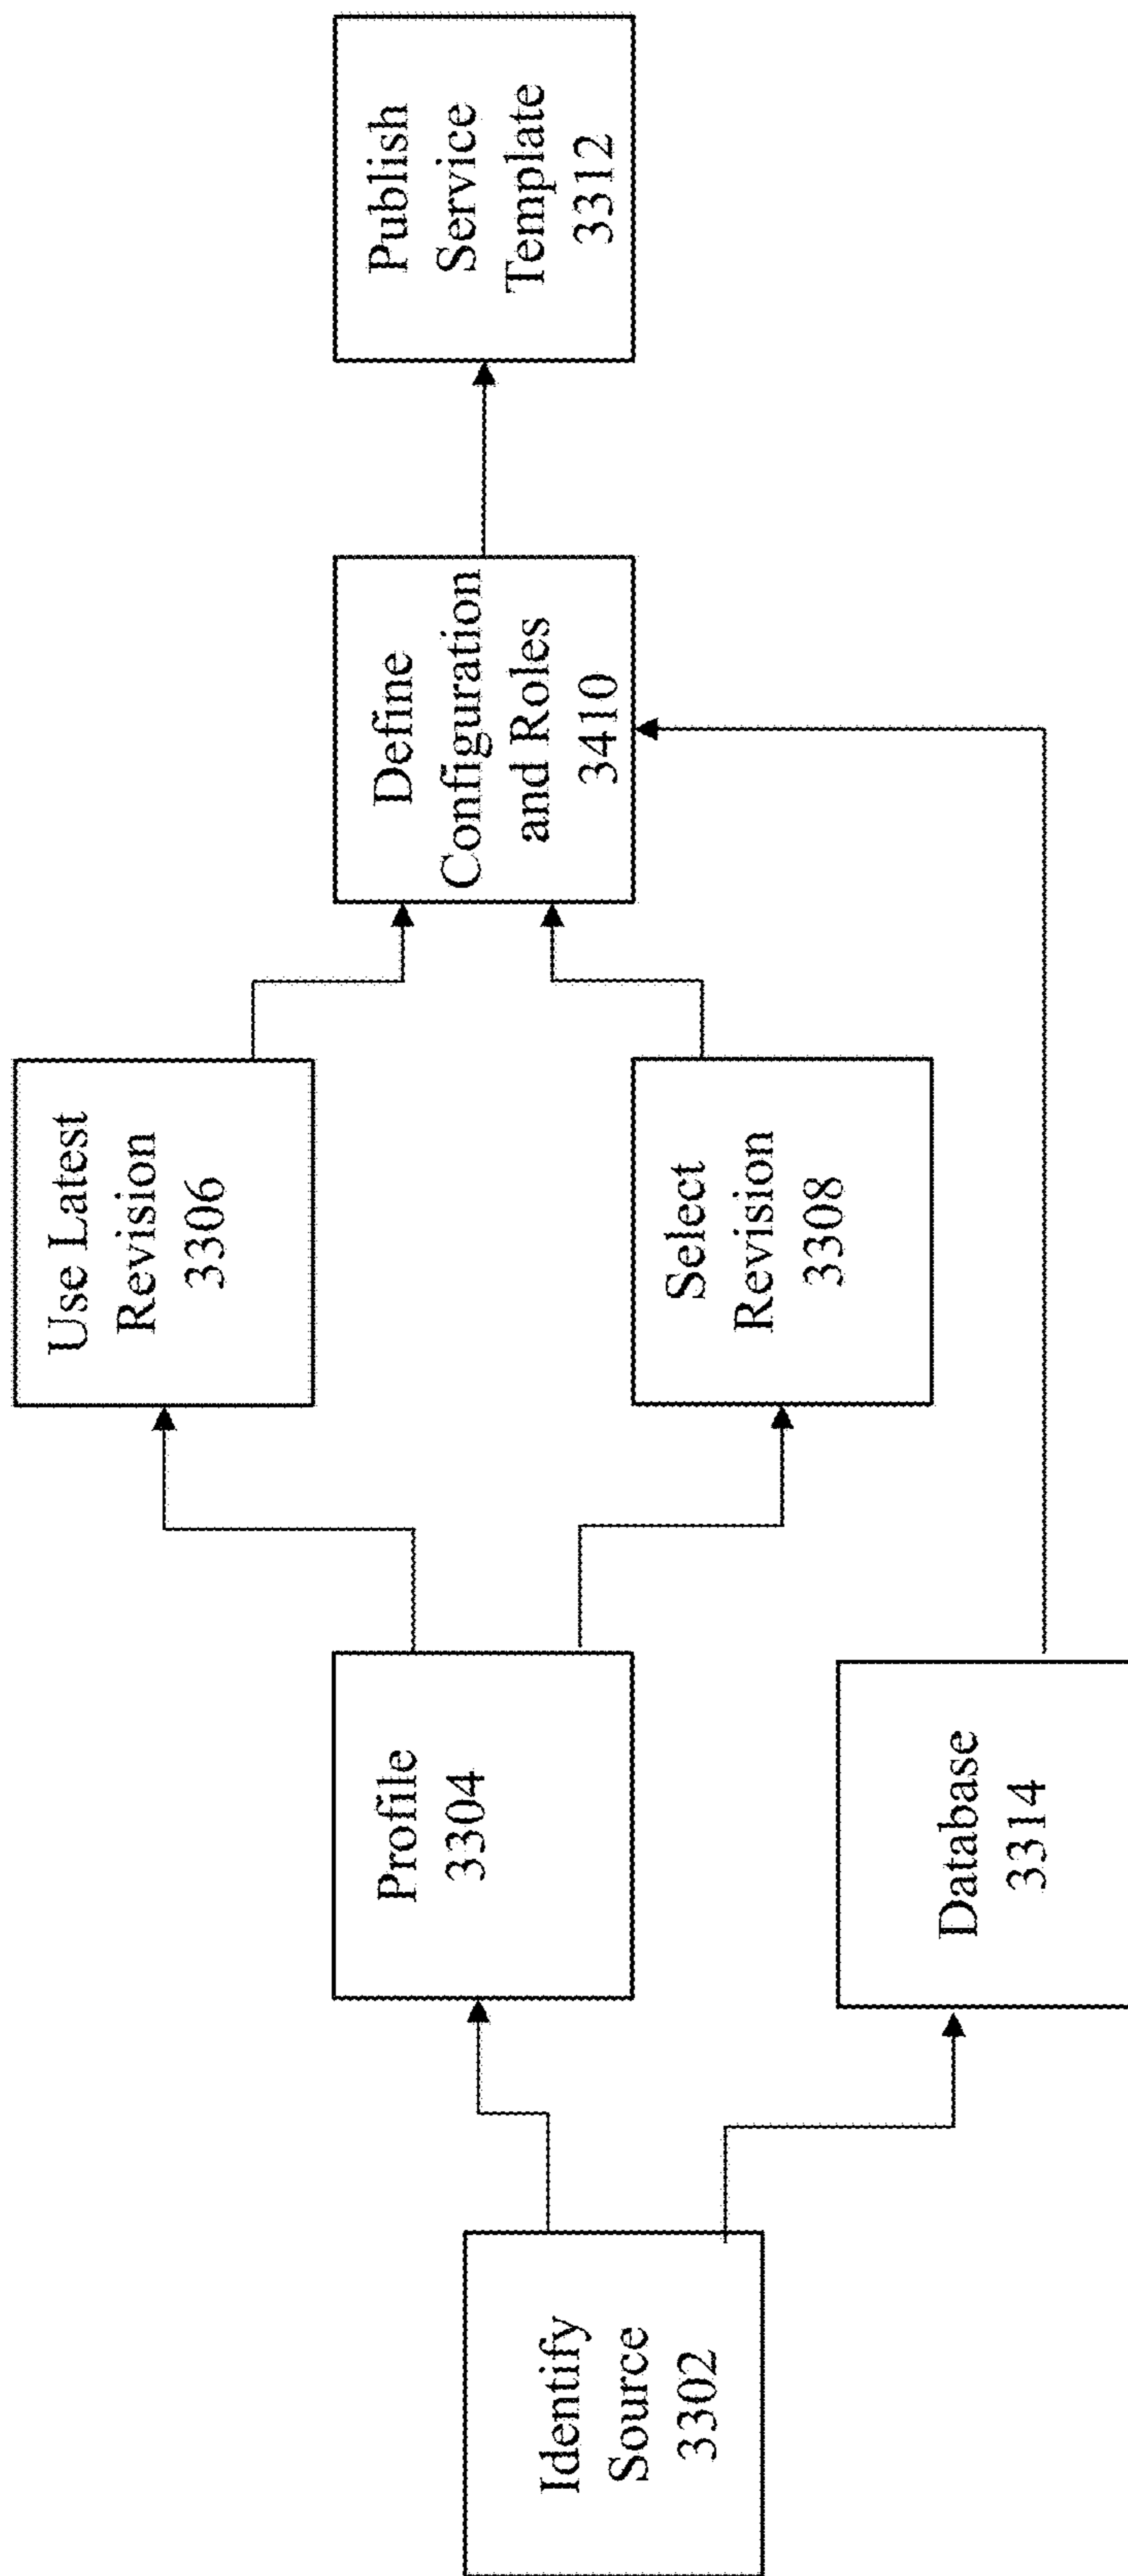 Identify
Source
3302
Profile
3304
Database
3314
Use Latest
Revision
3306
Select
Revision
3308
Define
Configuration
and Roles
3410
Publish
Service
Template
3312